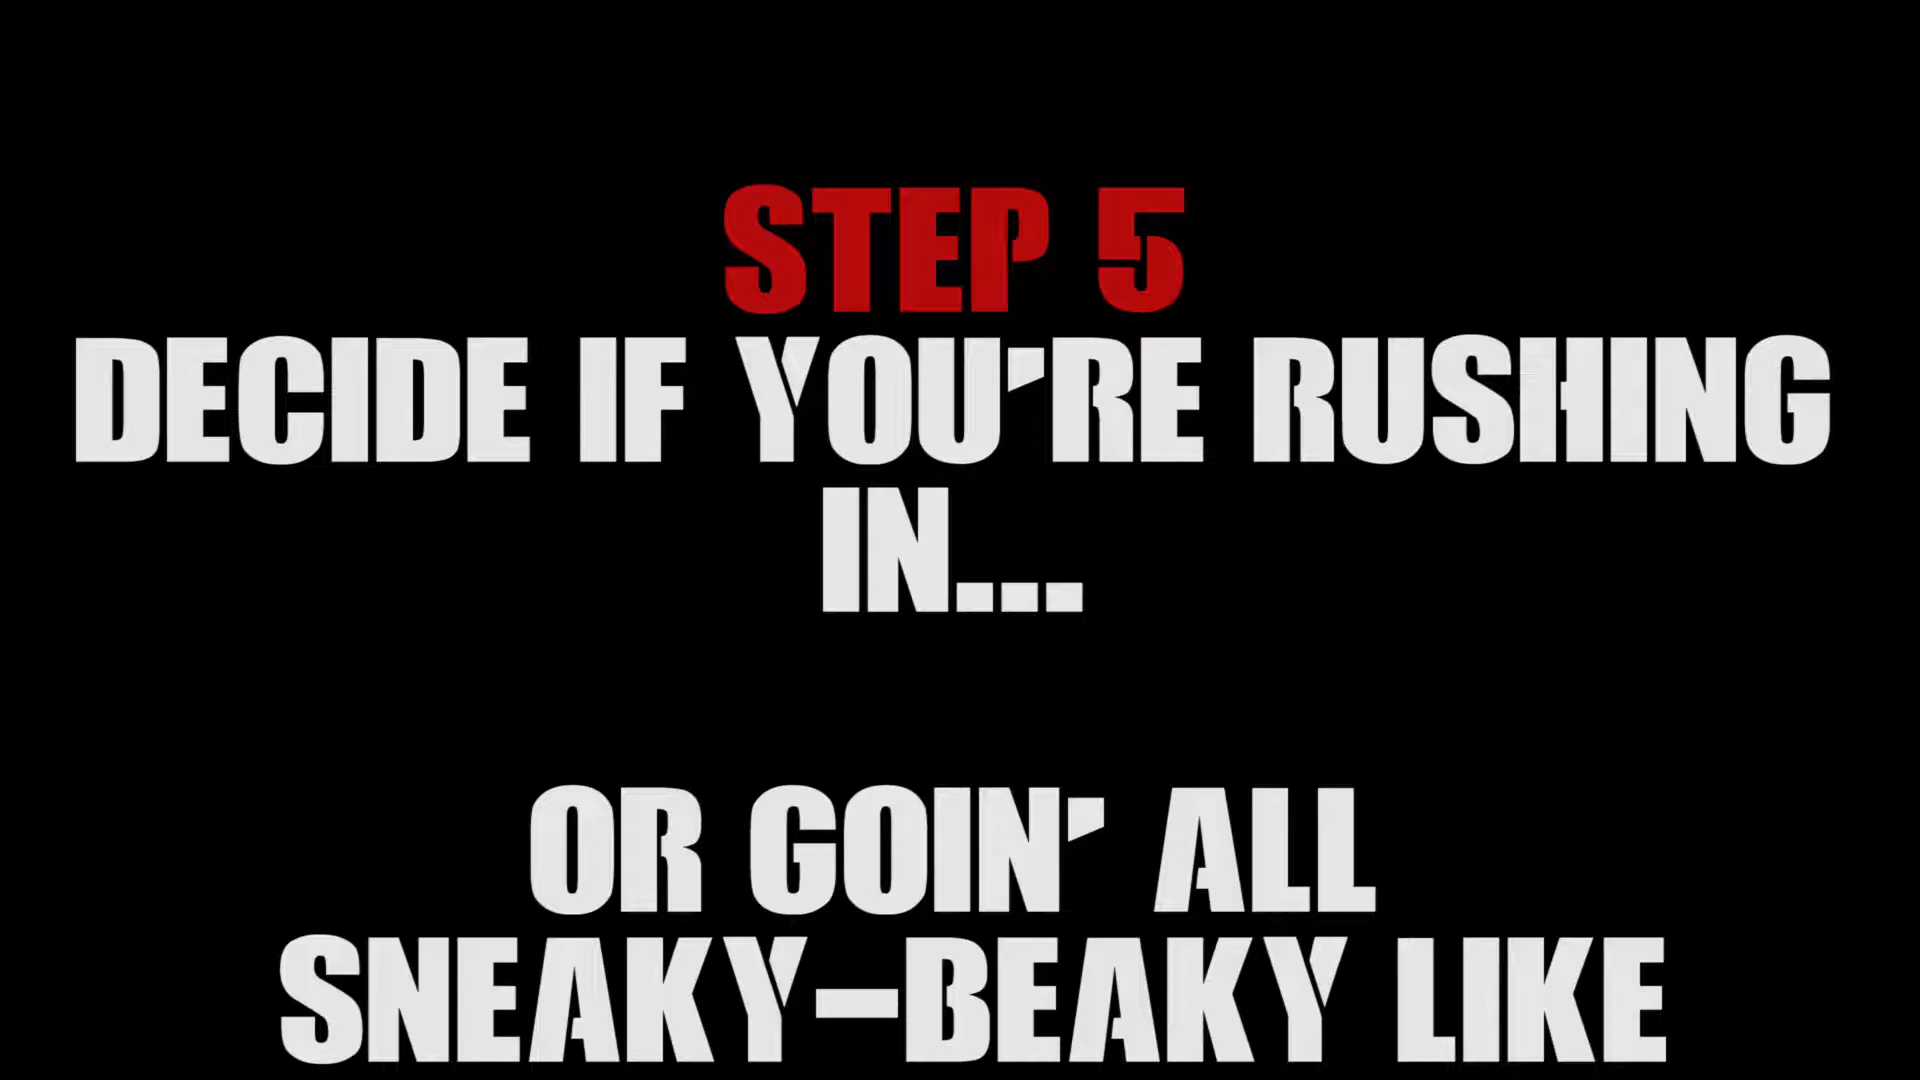 STEP 5
DECIDE IF YOU'RE RUSHING
IN...
OR GOIN' ALL
SNEAKY-BEAKY LIKE